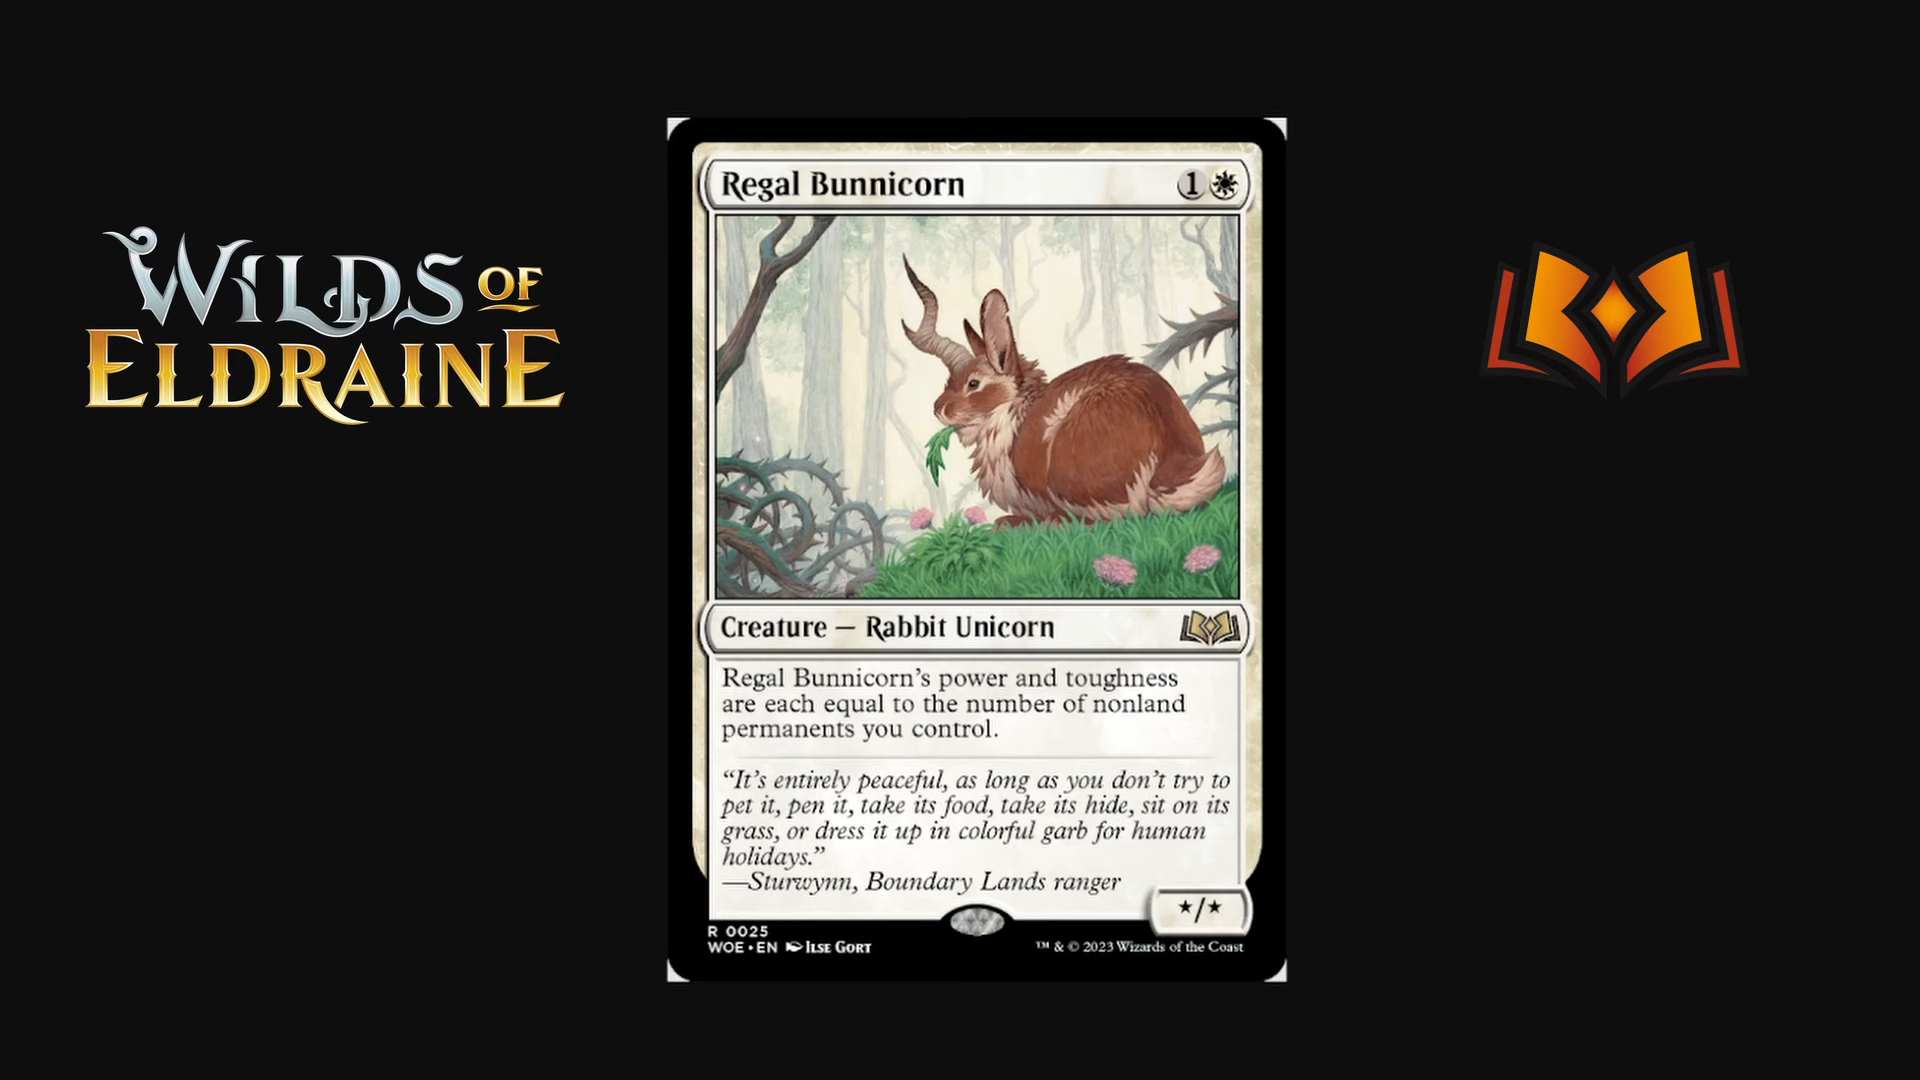 WILDS OF
ELDRAINE
Regal Bunnicorn 1
Creature — Rabbit Unicorn
Regal Bunnicorn’s power and toughness
are each equal to the number of nonland
permanents you control.
“It’s entirely peaceful, as long as you don’t try to
pet it, pen it, take its food, take its hide, sit on its
grass, or dress it up in colorful garb for human
holidays.”
—Sturwynn, Boundary Lands ranger
★/★
R 0025
WOE • EN ILSE GORT
™ & © 2023 Wizards of the Coast